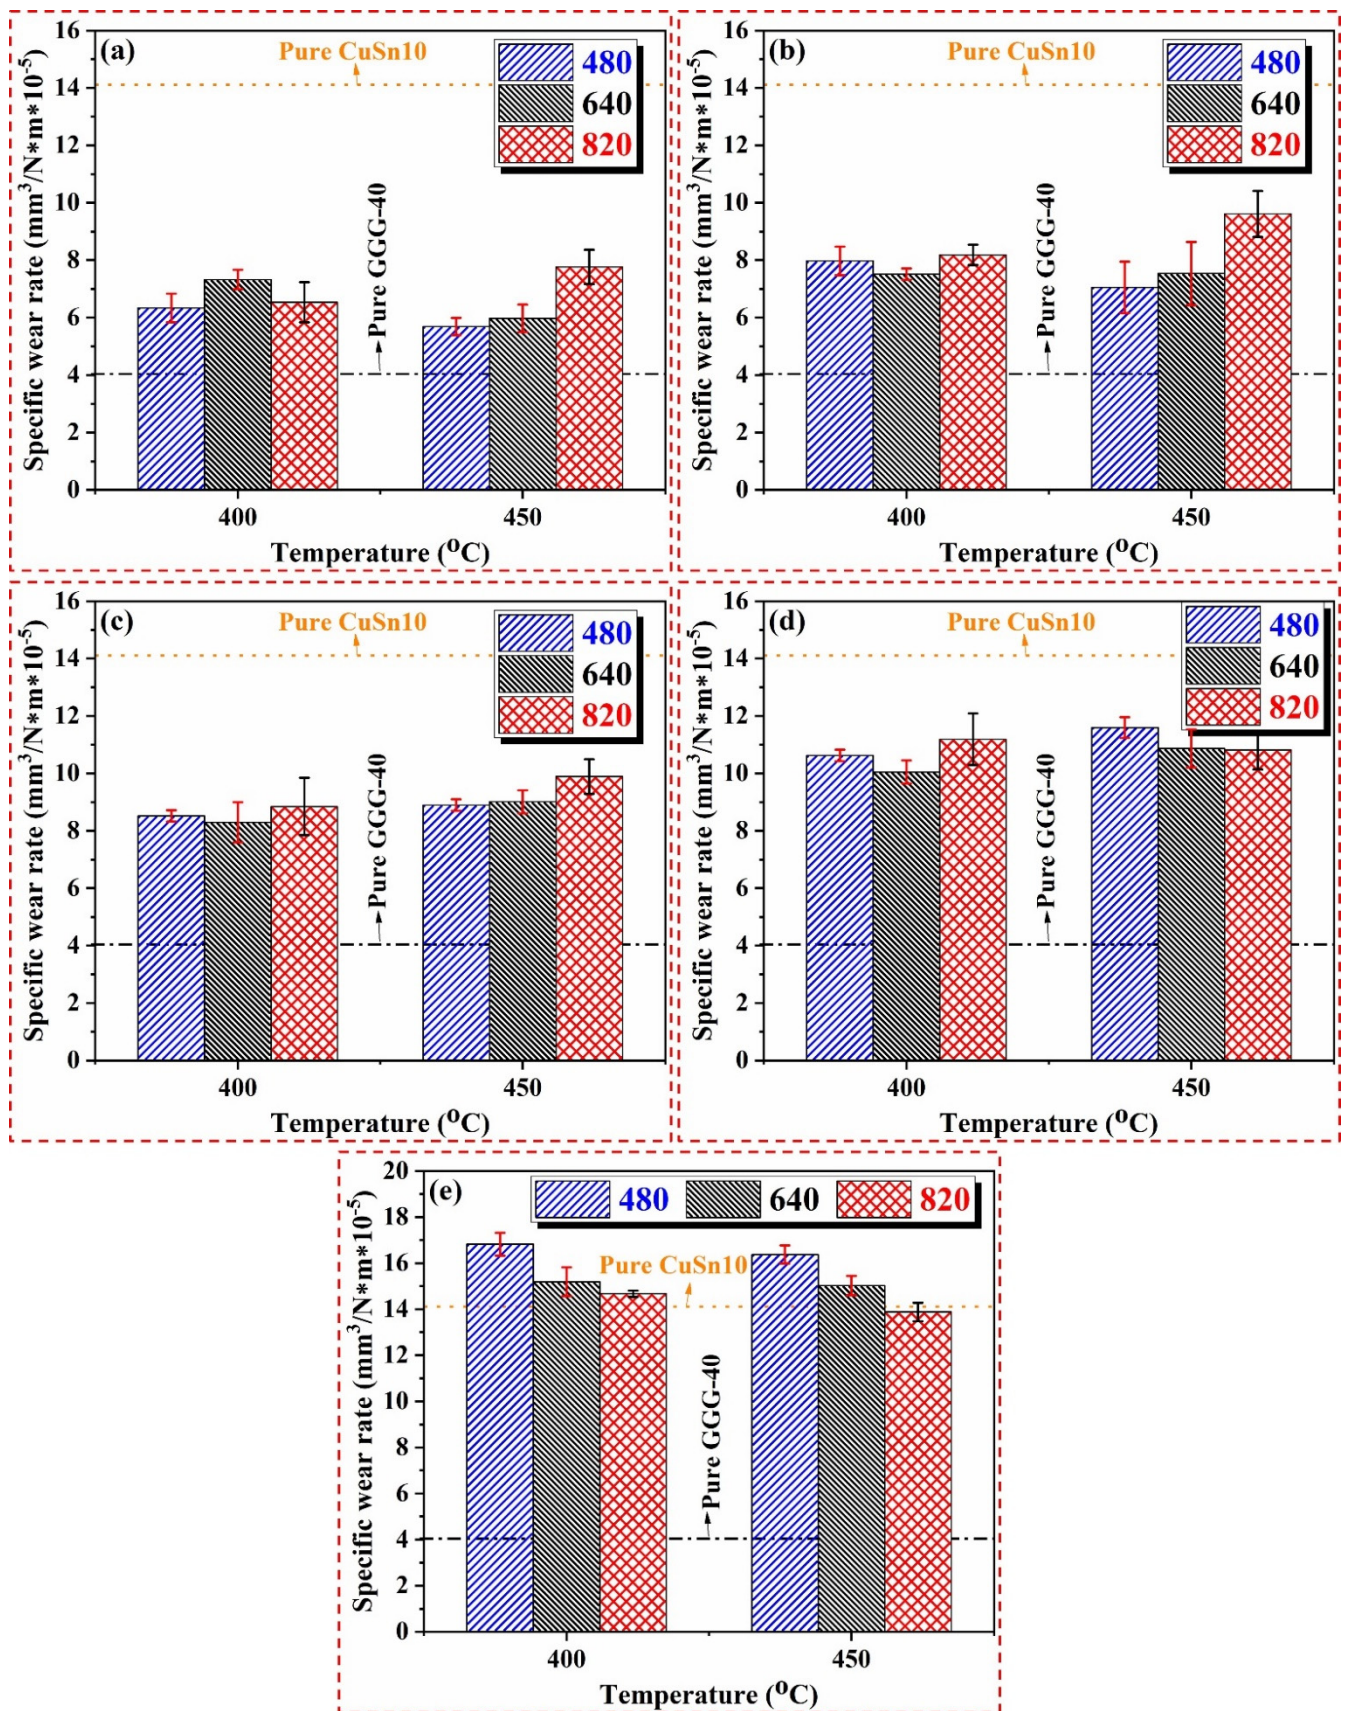 (a)
Pure CuSn10
480
640
820
Pure GGG-40
Specific wear rate (mm³/N*m*10⁻⁵)
16
14
12
10
8
6
4
2
0
400
450
Temperature (⁰C)
(b)
Pure CuSn10
480
640
820
Pure GGG-40
Specific wear rate (mm³/N*m*10⁻⁵)
16
14
12
10
8
6
4
2
0
400
450
Temperature (⁰C)
(c)
Pure CuSn10
480
640
820
Pure GGG-40
Specific wear rate (mm³/N*m*10⁻⁵)
16
14
12
10
8
6
4
2
0
400
450
Temperature (⁰C)
(d)
Pure CuSn10
480
640
820
Pure GGG-40
Specific wear rate (mm³/N*m*10⁻⁵)
16
14
12
10
8
6
4
2
0
400
450
Temperature (⁰C)
(e)
480
640
820
Pure CuSn10
Pure GGG-40
Specific wear rate (mm³/N*m*10⁻⁵)
20
18
16
14
12
10
8
6
4
2
0
400
450
Temperature (⁰C)